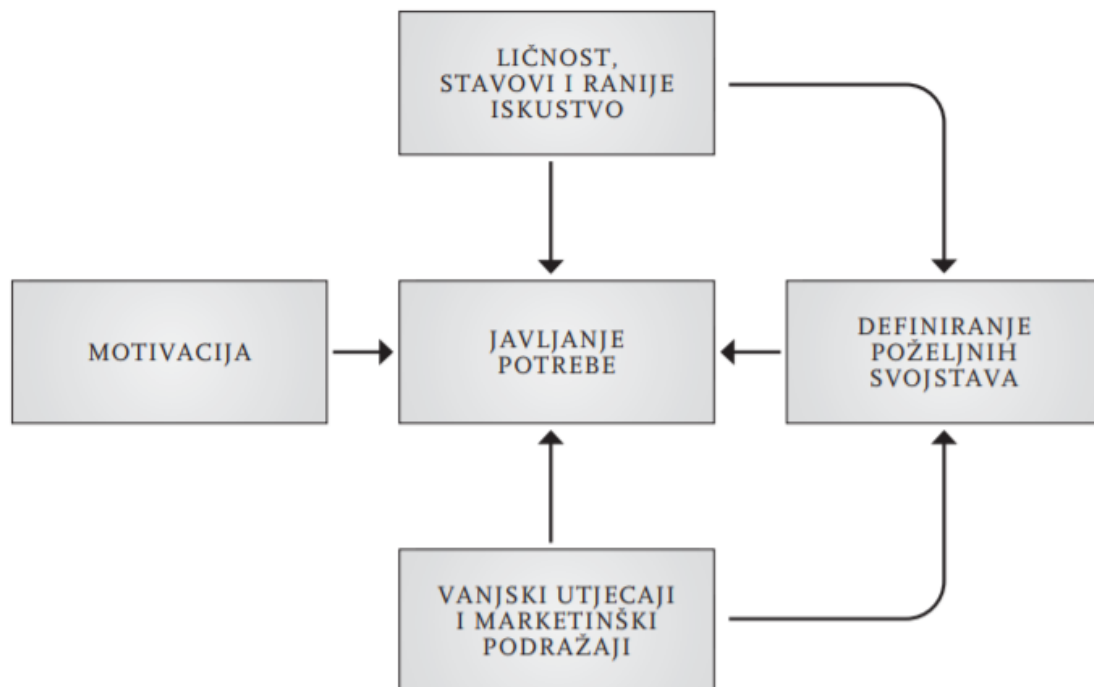 LIČNOST,
STAVOVI I RANIJE
ISKUSTVO
MOTIVACIJA
JAVLJANJE
POTREBE
DEFINIRANJE
POŽELJNIH
SVOJSTAVA
VANJSKI UTJECAJI
I MARKETINŠKI
PODRAŽAJI